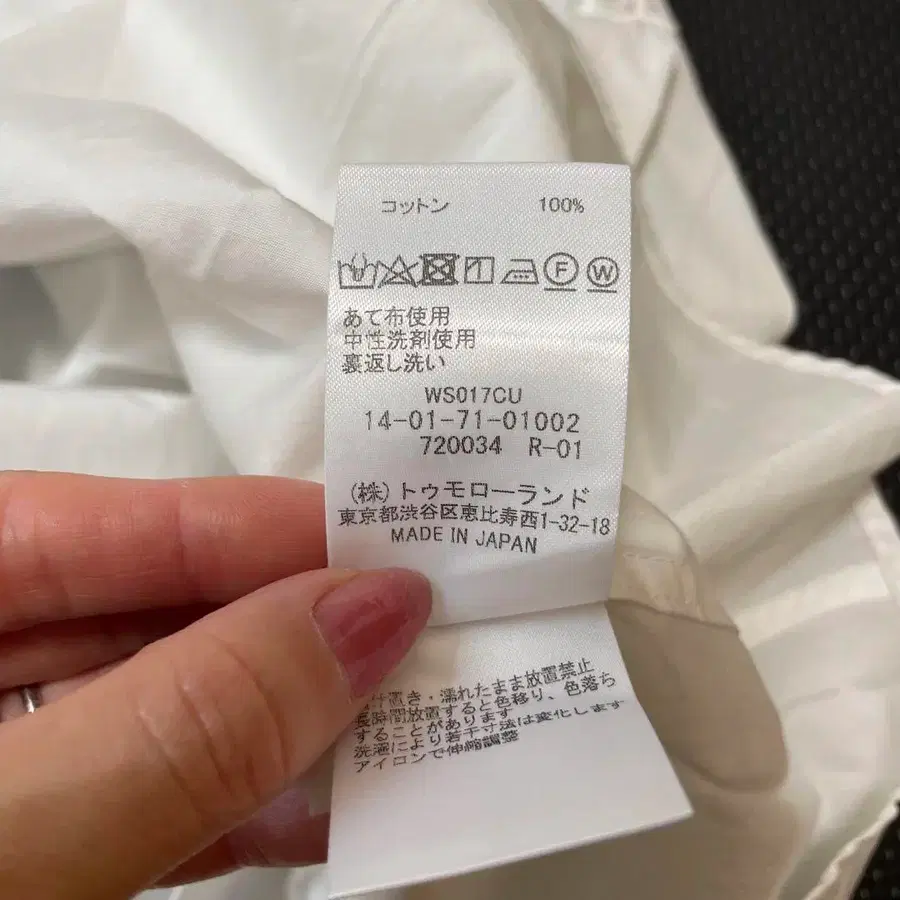 コットン 100%
F W
あて布使用
中性洗剤使用
裏返し洗い
WS017CU
14-01-71-01002
720034 R-01
(株)トゥモローランド
東京都渋谷区恵比寿西1-32-18
MADE IN JAPAN
け置き・濡れたまま放置禁止
長時間放置すると色移り、色落ち
することがあります
洗濯により若干寸法は変化します
アイロンで伸縮調整